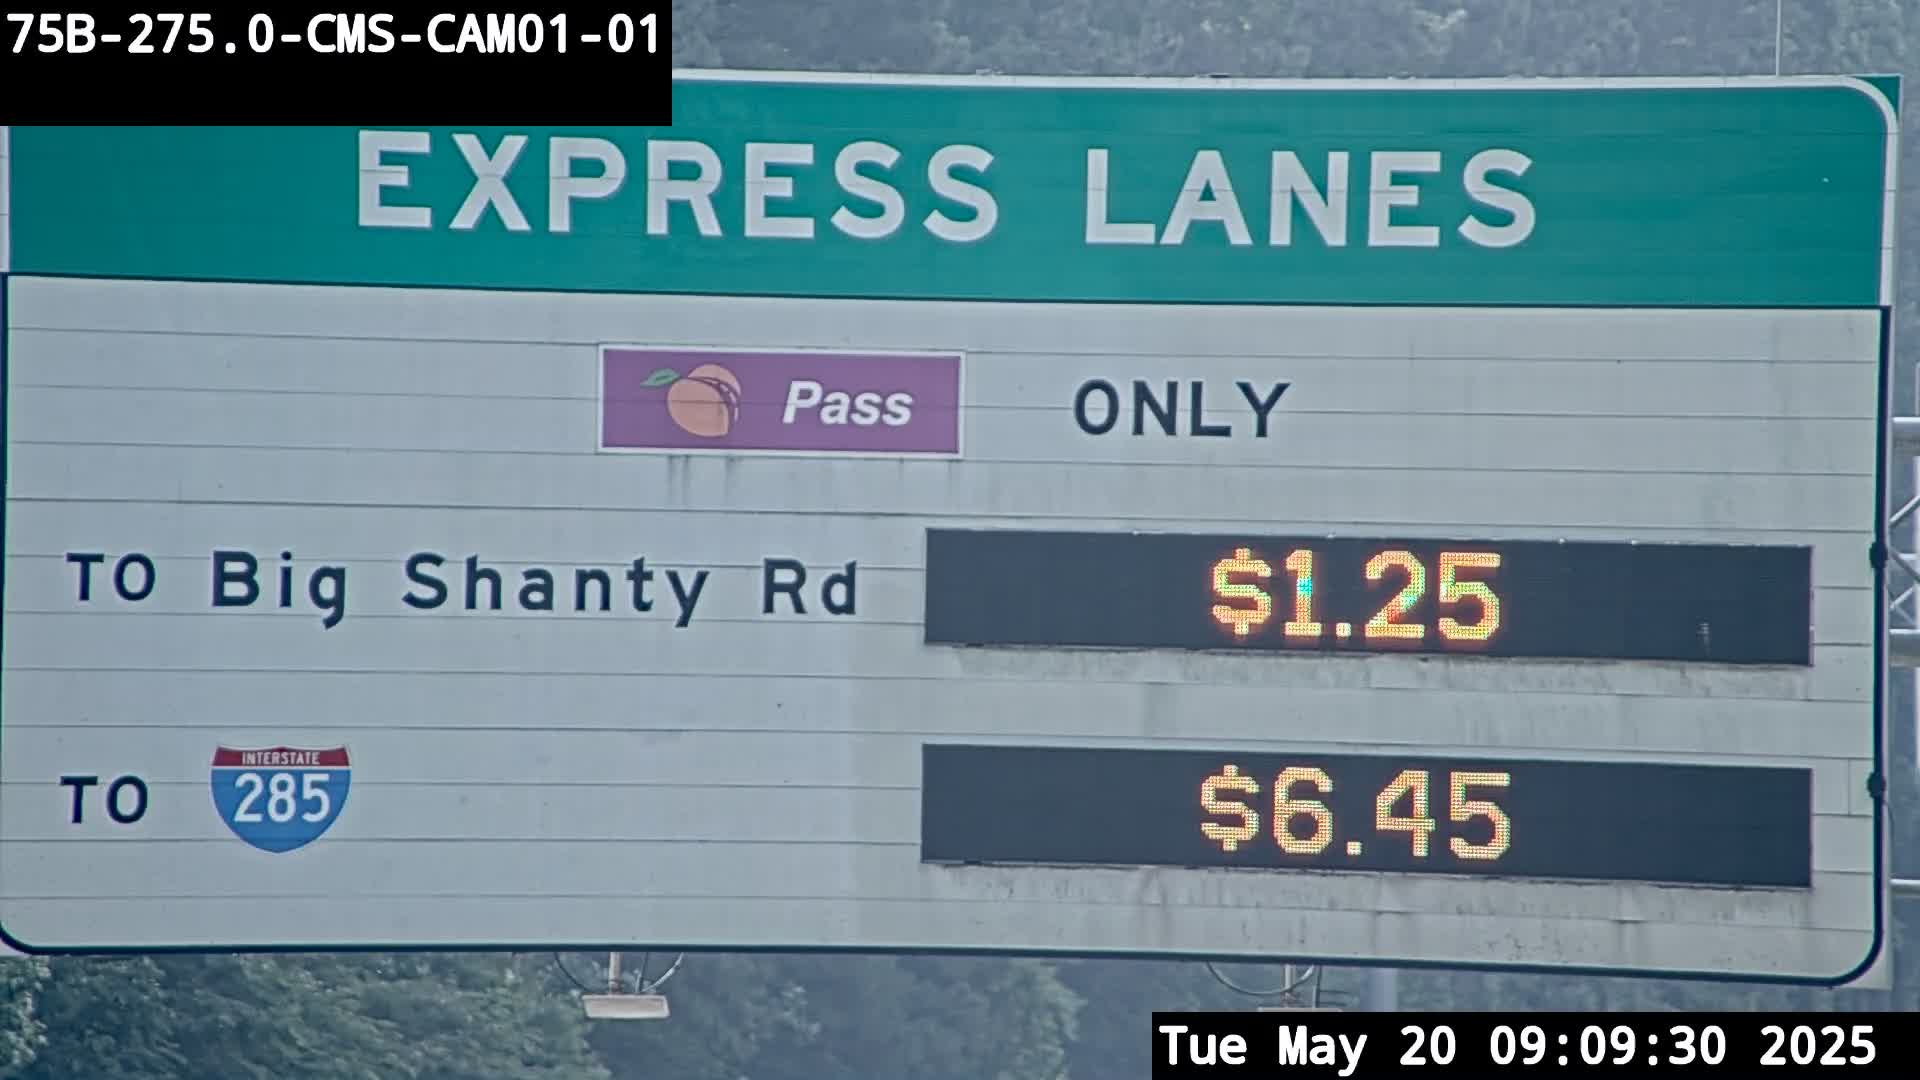 75B-275.0-CMS-CAM01-01
EXPRESS LANES
Pass ONLY
TO Big Shanty Rd $1.25
INTERSTATE
TO 285 $6.45
Tue May 20 09:09:30 2025